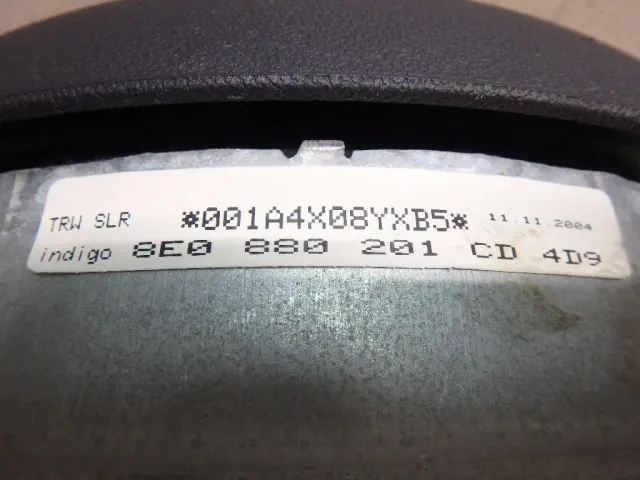 TRW SLR *001A4X08YXB5* 11.11.2004
indigo 8E0 880 201 CD 4D9